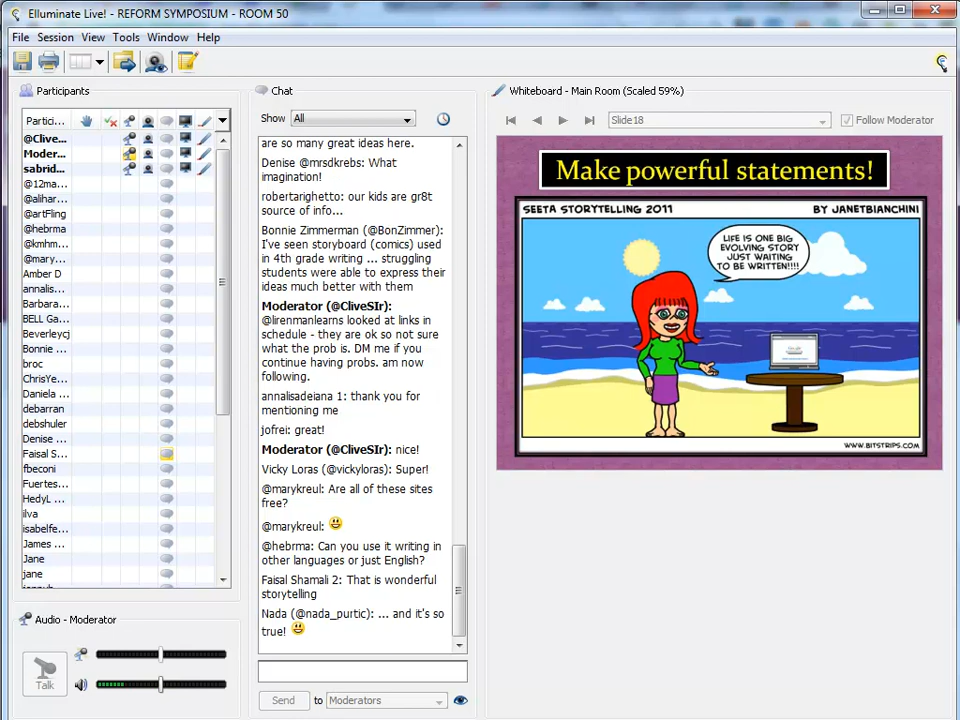 Elluminate Live! - REFORM SYMPOSIUM - ROOM 50
File Session View Tools Window Help
Participants
Partici...
@Clive...
Moder...
sabrid...
@12ma...
@alihar...
@artFling
@hebrma
@kmhm...
@mary...
Amber D
annalis...
Barbara...
BELL Ga...
Beverleycj
Bonnie ...
broc
ChrisYe...
Daniela ...
debarran
debshuler
Denise ...
Faisal S...
fbeconi
Fuertes...
HedyL ...
ilva
isabelfe...
James ...
Jane
jane
Audio - Moderator
Talk
Chat
Show All
are so many great ideas here.
Denise @mrsdkrebs: What
imagination!
robertarighetto: our kids are gr8t
source of info...
Bonnie Zimmerman (@BonZimmer):
I've seen storyboard (comics) used
in 4th grade writing ... struggling
students were able to express their
ideas much better with them
Moderator (@CliveSIr):
@lirenmanlearns looked at links in
schedule - they are ok so not sure
what the prob is. DM me if you
continue having probs. am now
following.
annalisadeiana 1: thank you for
mentioning me
jofrei: great!
Moderator (@CliveSIr): nice!
Vicky Loras (@vickyloras): Super!
@marykreul: Are all of these sites
free?
@marykreul:
@hebrma: Can you use it writing in
other languages or just English?
Faisal Shamali 2: That is wonderful
storytelling
Nada (@nada_purtic): ... and it's so
true!
Send to Moderators
Whiteboard - Main Room (Scaled 59%)
Slide18
Follow Moderator
Make powerful statements!
SEETA STORYTELLING 2011 BY JANETBIANCHINI
LIFE IS ONE BIG
EVOLVING STORY
JUST WAITING
TO BE WRITTEN!!!!
WWW.BITSTRIPS.COM